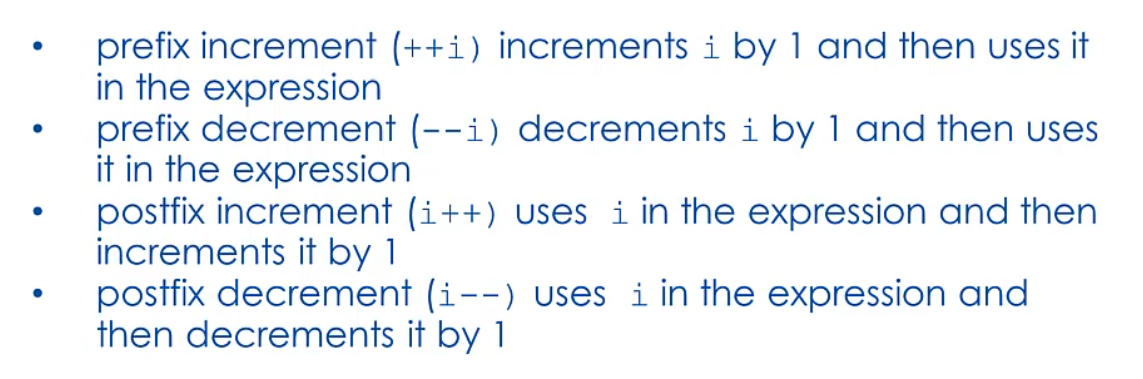 • prefix increment (++i) increments i by 1 and then uses it
in the expression
• prefix decrement (--i) decrements i by 1 and then uses
it in the expression
• postfix increment (i++) uses i in the expression and then
increments it by 1
• postfix decrement (i--) uses i in the expression and
then decrements it by 1